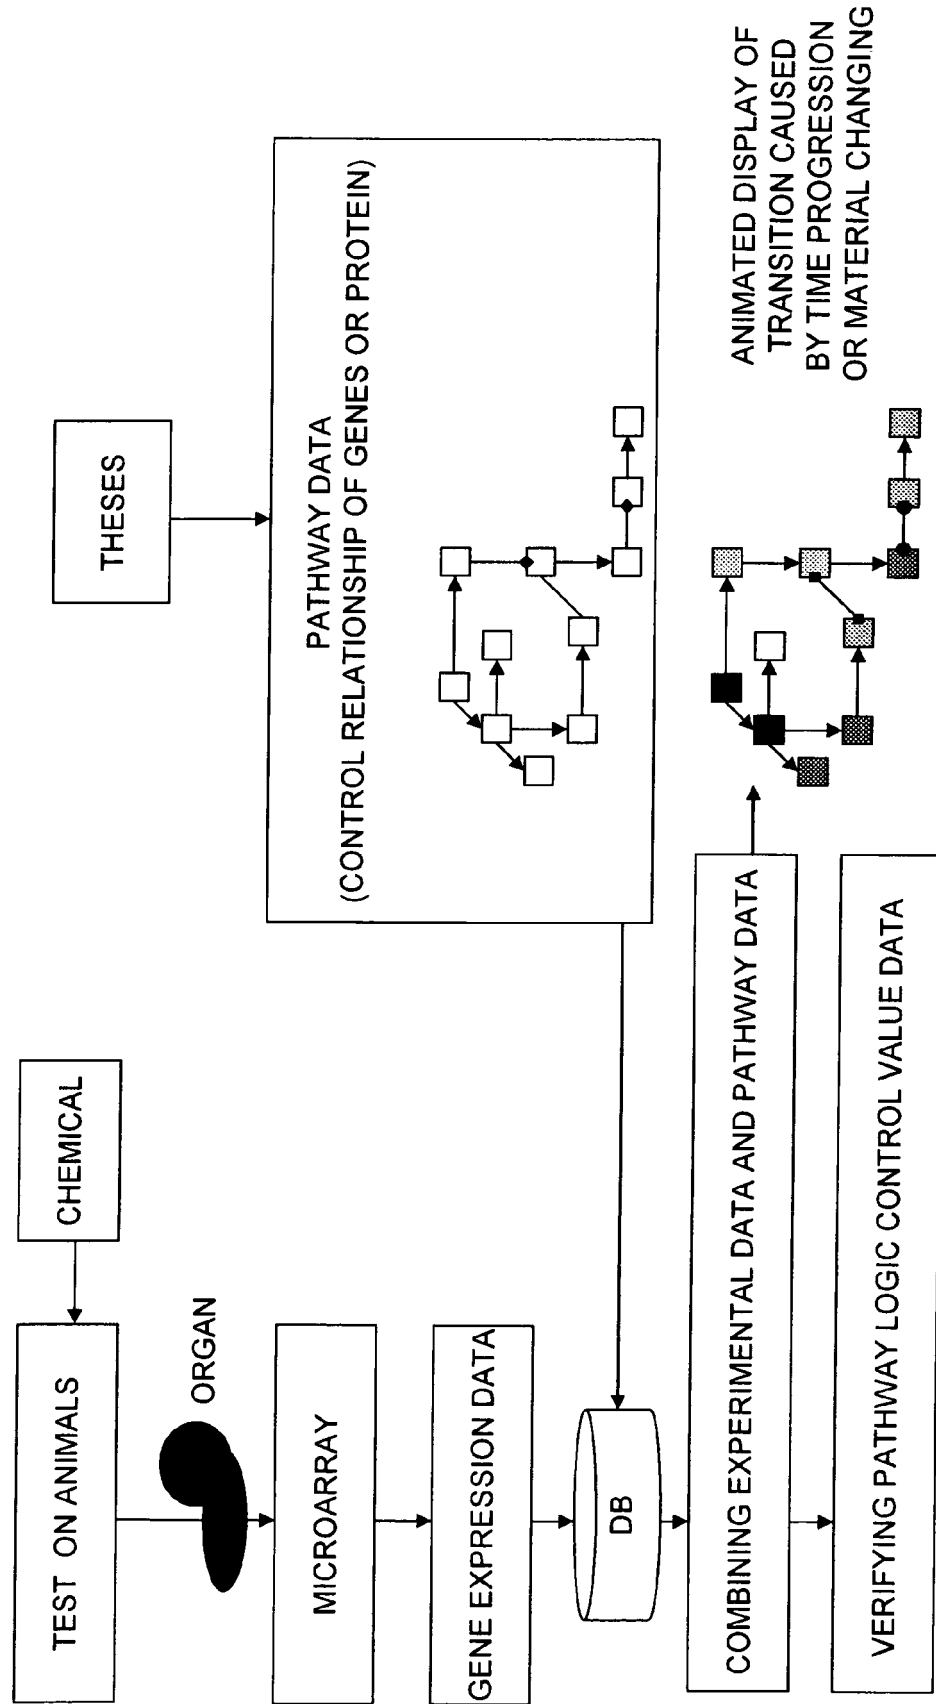 TEST ON ANIMALS
CHEMICAL
ORGAN
MICROARRAY
GENE EXPRESSION DATA
DB
THESES
PATHWAY DATA
(CONTROL RELATIONSHIP OF GENES OR PROTEIN)
COMBINING EXPERIMENTAL DATA AND PATHWAY DATA
ANIMATED DISPLAY OF
TRANSITION CAUSED
BY TIME PROGRESSION
OR MATERIAL CHANGING
VERIFYING PATHWAY LOGIC CONTROL VALUE DATA